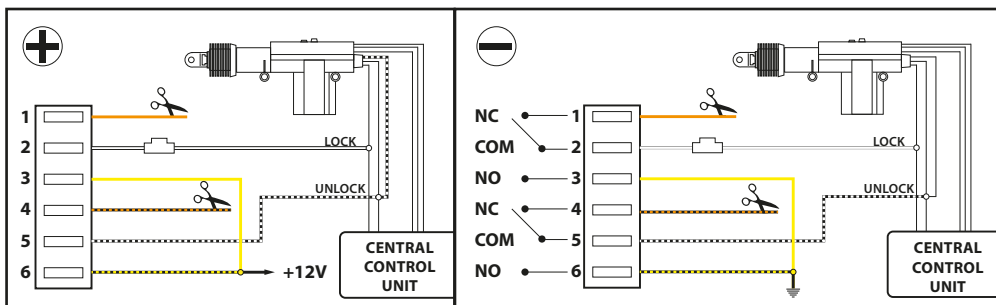 +
1
2
3
4
5
6
LOCK
UNLOCK
+12V
CENTRAL
CONTROL
UNIT
−
NC 1
COM 2
NO 3
NC 4
COM 5
NO 6
LOCK
UNLOCK
CENTRAL
CONTROL
UNIT